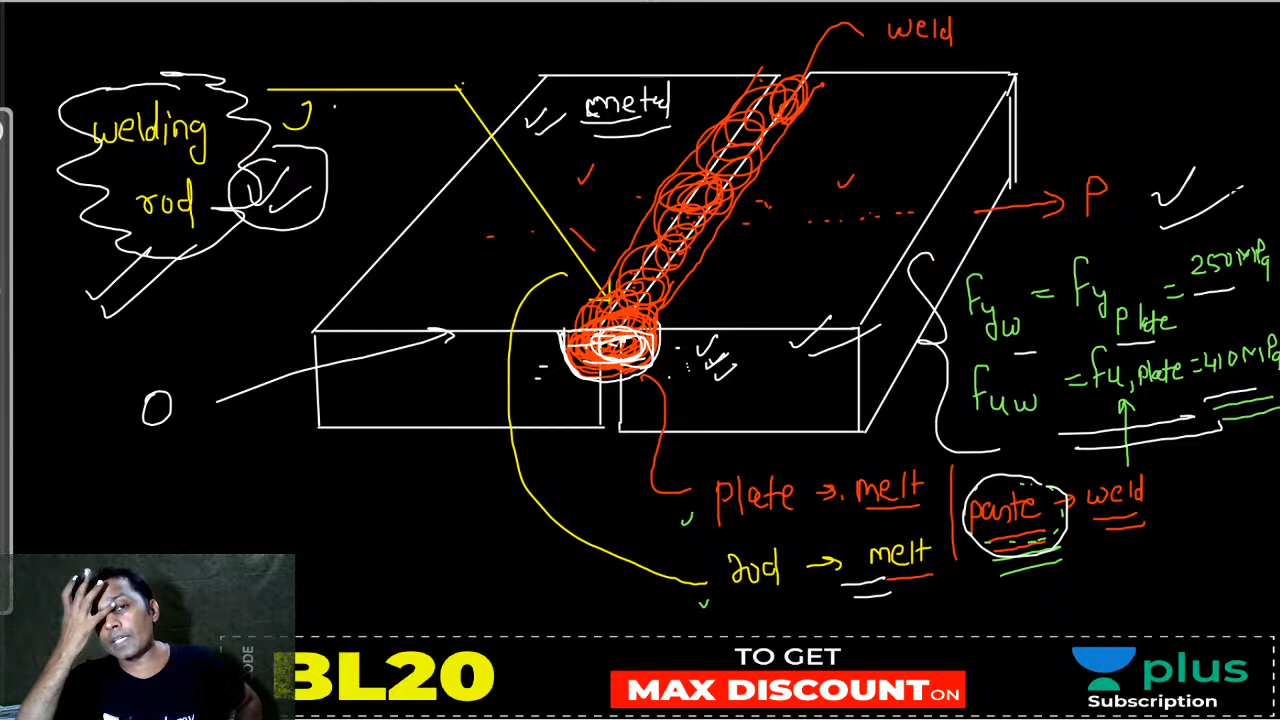 weld
welding
rod
metal
P
fyw = fy plate = 250MPa
fuw = fu, plate = 410MPa
plate → melt
paste → weld
rod → melt
BL20
TO GET
MAX DISCOUNT ON
plus
Subscription